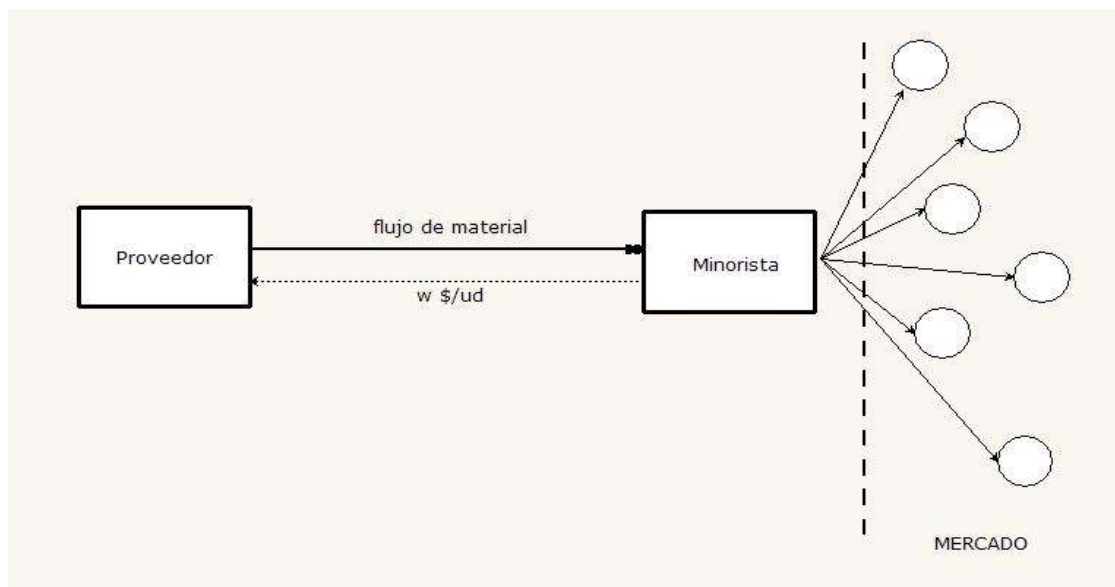 flujo de material
Proveedor
Minorista
w $/ud
MERCADO